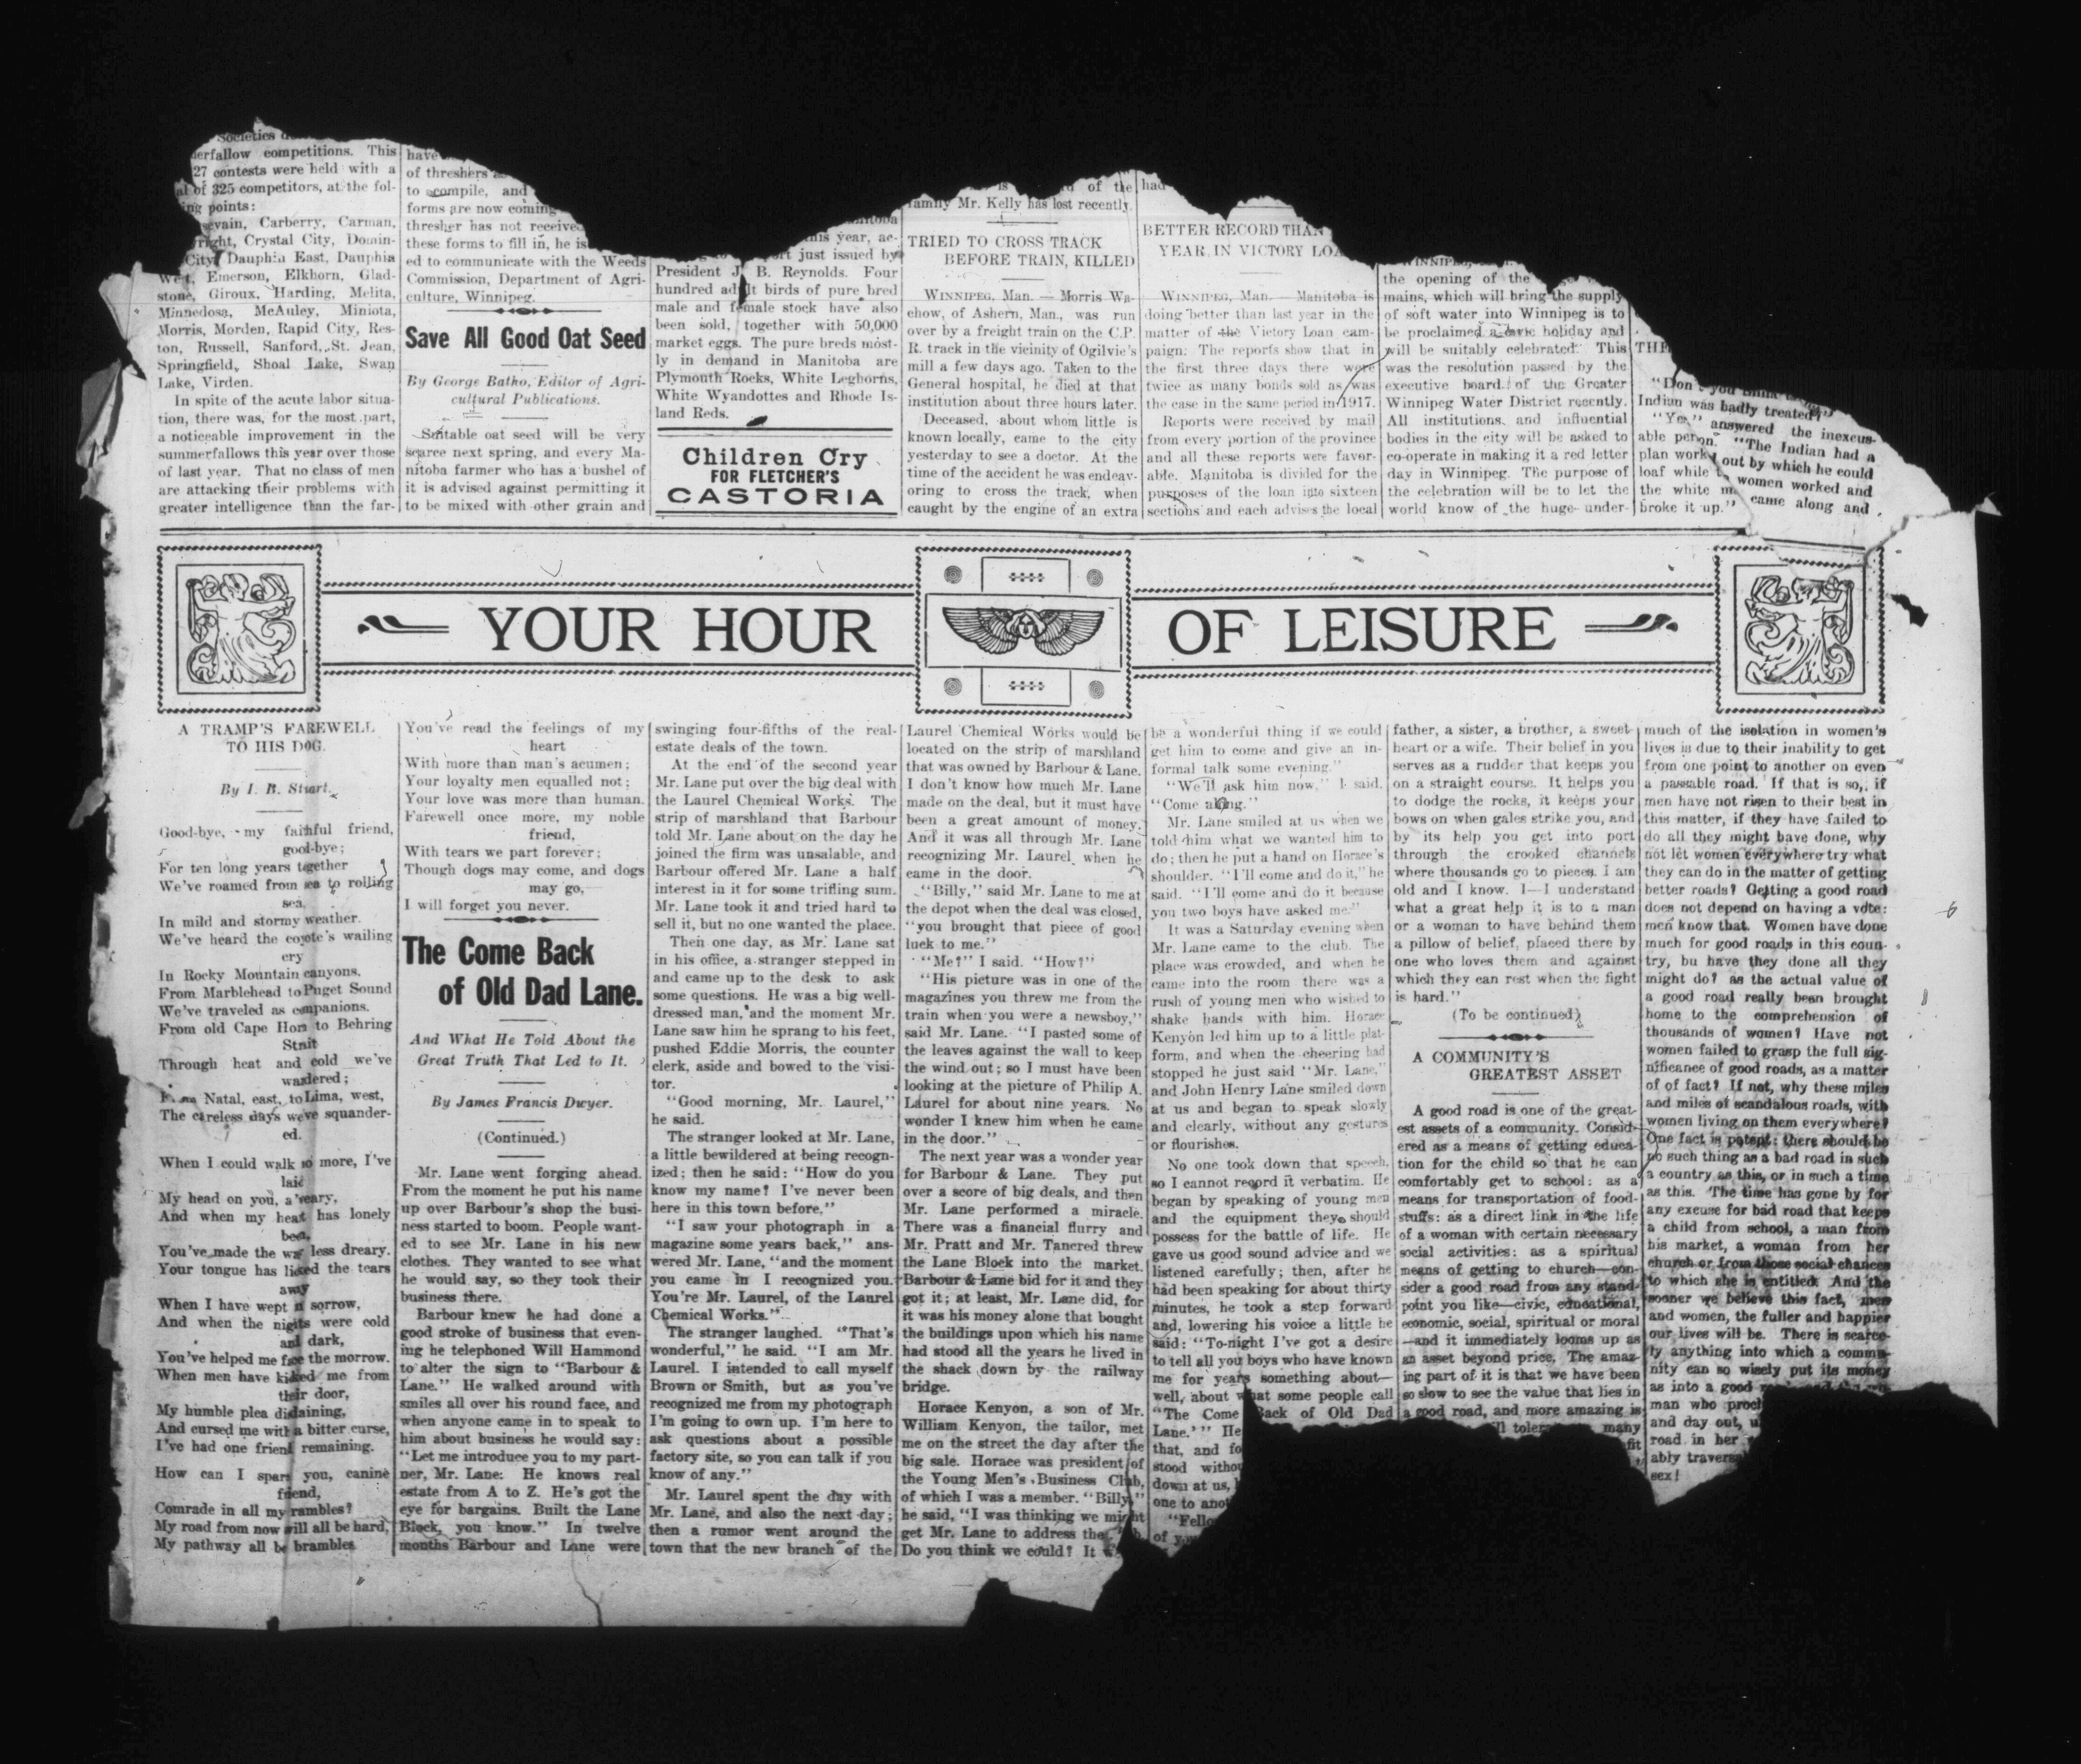 Societies
erfallow competitions. This
27 contests were held with a
al of 325 competitors, at the fol-
ing points:
evain, Carberry, Carman,
right, Crystal City, Domin-
City, Dauphin East, Dauphin
West, Emerson, Elkhorn, Glad-
stone, Giroux, Harding, Melita,
Minnedosa, McAuley, Miniota,
Morris, Morden, Rapid City, Res-
ton, Russell, Sanford, St. Jean,
Springfield, Shoal Lake, Swan
Lake, Virden.
In spite of the acute labor situa-
tion, there was, for the most part,
a noticeable improvement in the
summerfallows this year over those
of last year. That no class of men
are attacking their problems with
greater intelligence than the far-
have
of threshers
to compile, and
forms are now coming
thresher has not receive
these forms to fill in, he is
ed to communicate with the Weeds
Commission, Department of Agri-
culture, Winnipeg.
Save All Good Oat Seed
By George Batho, Editor of Agri-
cultural Publications.
Suitable oat seed will be very
scarce next spring, and every Ma-
nitoba farmer who has a bushel of
it is advised against permitting it
to be mixed with other grain and
nitoba
this year, ac-
rt just issued by
President J. B. Reynolds. Four
hundred adult birds of pure bred
male and female stock have also
been sold, together with 50,000
market eggs. The pure breds most-
ly in demand in Manitoba are
Plymouth Rocks, White Leghorns,
White Wyandottes and Rhode Is-
land Reds.
Children Cry
FOR FLETCHER'S
CASTORIA
is of the
family Mr. Kelly has lost recently.
TRIED TO CROSS TRACK
BEFORE TRAIN, KILLED
WINNIPEG, Man. — Morris Wa-
chow, of Ashern, Man., was run
over by a freight train on the C.P.
R. track in the vicinity of Ogilvie's
mill a few days ago. Taken to the
General hospital, he died at that
institution about three hours later.
Deceased, about whom little is
known locally, came to the city
yesterday to see a doctor. At the
time of the accident he was endeav-
oring to cross the track, when
caught by the engine of an extra
had
BETTER RECORD THAN
YEAR IN VICTORY LOA
WINNIPEG, Man. — Manitoba is
doing better than last year in the
matter of the Victory Loan cam-
paign. The reports show that in
the first three days there were
twice as many bonds sold as was
the case in the same period in 1917.
Reports were received by mail
from every portion of the province
and all these reports were favor-
able. Manitoba is divided for the
purposes of the loan into sixteen
sections and each advises the local
WINNIPEG,
the opening of the
mains, which will bring the supply
of soft water into Winnipeg is to
be proclaimed a civic holiday and
will be suitably celebrated. This
was the resolution passed by the
executive board of the Greater
Winnipeg Water District recently.
All institutions and influential
bodies in the city will be asked to
co-operate in making it a red letter
day in Winnipeg. The purpose of
the celebration will be to let the
world know of the huge under-
THE
"Don't you think
Indian was badly treated?"
"Yes" answered the inexcus-
able person. "The Indian had a
plan work out by which he could
loaf while women worked and
the white m came along and
broke it up."
YOUR HOUR OF LEISURE
A TRAMP'S FAREWELL
TO HIS DOG.
By I. B. Stuart.
Good-bye, my faithful friend,
good-bye;
For ten long years together
We've roamed from sea to rolling
sea,
In mild and stormy weather.
We've heard the coyote's wailing
cry
In Rocky Mountain canyons.
From Marblehead to Puget Sound
We've traveled as companions.
From old Cape Horn to Behring
Strait
Through heat and cold we've
wandered;
From Natal, east, to Lima, west,
The careless days we've squander-
ed.
When I could walk no more, I've
laid
My head on you, a'weary,
And when my heart has lonely
been,
You've made the way less dreary.
Your tongue has licked the tears
away
When I have wept in sorrow,
And when the nights were cold
and dark,
You've helped me face the morrow.
When men have kicked me from
their door,
My humble plea disdaining,
And cursed me with a bitter curse,
I've had one friend remaining.
How can I spare you, canine
friend,
Comrade in all my rambles?
My road from now will all be hard,
My pathway all be brambles
You've read the feelings of my
heart
With more than man's acumen;
Your loyalty men equalled not;
Your love was more than human.
Farewell once more, my noble
friend,
With tears we part forever;
Though dogs may come, and dogs
may go,
I will forget you never.
The Come Back
of Old Dad Lane.
And What He Told About the
Great Truth That Led to It.
By James Francis Dwyer.
(Continued.)
Mr. Lane went forging ahead.
From the moment he put his name
up over Barbour's shop the busi-
ness started to boom. People want-
ed to see Mr. Lane in his new
clothes. They wanted to see what
he would say, so they took their
business there.
Barbour knew he had done a
good stroke of business that even-
ing he telephoned Will Hammond
to alter the sign to "Barbour &
Lane." He walked around with
smiles all over his round face, and
when anyone came in to speak to
him about business he would say:
"Let me introduce you to my part-
ner, Mr. Lane: He knows real
estate from A to Z. He's got the
eye for bargains. Built the Lane
Block, you know." In twelve
months Barbour and Lane were
swinging four-fifths of the real-
estate deals of the town.
At the end of the second year
Mr. Lane put over the big deal with
the Laurel Chemical Works. The
strip of marshland that Barbour
told Mr. Lane about on the day he
joined the firm was unsalable, and
Barbour offered Mr. Lane a half
interest in it for some trifling sum.
Mr. Lane took it and tried hard to
sell it, but no one wanted the place.
Then one day, as Mr. Lane sat
in his office, a stranger stepped in
and came up to the desk to ask
some questions. He was a big well-
dressed man, and the moment Mr.
Lane saw him he sprang to his feet,
pushed Eddie Morris, the counter
clerk, aside and bowed to the visi-
tor.
"Good morning, Mr. Laurel,"
he said.
The stranger looked at Mr. Lane,
a little bewildered at being recogn-
ized; then he said: "How do you
know my name? I've never been
here in this town before."
"I saw your photograph in a
magazine some years back," ans-
wered Mr. Lane, "and the moment
you came in I recognized you.
You're Mr. Laurel, of the Laurel
Chemical Works."
The stranger laughed. "That's
wonderful," he said. "I am Mr.
Laurel. I intended to call myself
Brown or Smith, but as you've
recognized me from my photograph
I'm going to own up. I'm here to
ask questions about a possible
factory site, so you can talk if you
know of any."
Mr. Laurel spent the day with
Mr. Lane, and also the next day;
then a rumor went around the
town that the new branch of the
Laurel Chemical Works would be
located on the strip of marshland
that was owned by Barbour & Lane.
I don't know how much Mr. Lane
made on the deal, but it must have
been a great amount of money.
And it was all through Mr. Lane
recognizing Mr. Laurel when he
came in the door.
"Billy," said Mr. Lane to me at
the depot when the deal was closed,
"you brought that piece of good
luck to me."
"Me?" I said. "How?"
"His picture was in one of the
magazines you threw me from the
train when you were a newsboy,"
said Mr. Lane. "I pasted some of
the leaves against the wall to keep
the wind out; so I must have been
looking at the picture of Philip A.
Laurel for about nine years. No
wonder I knew him when he came
in the door."
The next year was a wonder year
for Barbour & Lane. They put
over a score of big deals, and then
Mr. Lane performed a miracle.
There was a financial flurry and
Mr. Pratt and Mr. Tancred threw
the Lane Block into the market.
Barbour & Lane bid for it and they
got it; at least, Mr. Lane did, for
it was his money alone that bought
the buildings upon which his name
had stood all the years he lived in
the shack down by the railway
bridge.
Horace Kenyon, a son of Mr.
William Kenyon, the tailor, met
me on the street the day after the
big sale. Horace was president of
the Young Men's Business Club,
of which I was a member. "Billy,"
he said, "I was thinking we might
get Mr. Lane to address the
Do you think we could? It
be a wonderful thing if we could
get him to come and give an in-
formal talk some evening."
"We'll ask him now," I said.
"Come along."
Mr. Lane smiled at us when we
told him what we wanted him to
do; then he put a hand on Horace's
shoulder. "I'll come and do it," he
said. "I'll come and do it because
you two boys have asked me."
It was a Saturday evening when
Mr. Lane came to the club. The
place was crowded, and when he
came into the room there was a
rush of young men who wished to
shake hands with him. Horace
Kenyon led him up to a little plat-
form, and when the cheering had
stopped he just said "Mr. Lane,"
and John Henry Lane smiled down
at us and began to speak slowly
and clearly, without any gestures
or flourishes.
No one took down that speech,
so I cannot record it verbatim. He
began by speaking of young men
and the equipment they should
possess for the battle of life. He
gave us good sound advice and we
listened carefully; then, after he
had been speaking for about thirty
minutes, he took a step forward
and, lowering his voice a little he
said: "To-night I've got a desire
to tell all you boys who have known
me for years something about—
well, about what some people call
"The Come Back of Old Dad
Lane.'" He
that, and fo
stood withou
down at us,
one to anot
"Fello
of
father, a sister, a brother, a sweet-
heart or a wife. Their belief in you
serves as a rudder that keeps you
on a straight course. It helps you
to dodge the rocks, it keeps your
bows on when gales strike you, and
by its help you get into port
through the crooked channels
where thousands go to pieces. I am
old and I know. I—I understand
what a great help it is to a man
or a woman to have behind them
a pillow of belief, placed there by
one who loves them and against
which they can rest when the fight
is hard."
(To be continued)
A COMMUNITY'S
GREATEST ASSET
A good road is one of the great-
est assets of a community. Consid-
ered as a means of getting educa-
tion for the child so that he can
comfortably get to school: as a
means for transportation of food-
stuffs: as a direct link in the life
of a woman with certain necessary
social activities: as a spiritual
means of getting to church—con-
sider a good road from any stand-
point you like—civic, educational,
economic, social, spiritual or moral
—and it immediately looms up as
an asset beyond price. The amaz-
ing part of it is that we have been
so slow to see the value that lies in
a good road, and more amazing is
ll toler many
fit
much of the isolation in women's
lives is due to their inability to get
from one point to another on even
a passable road. If that is so, if
men have not risen to their best in
this matter, if they have failed to
do all they might have done, why
not let women everywhere try what
they can do in the matter of getting
better roads? Getting a good road
does not depend on having a vote:
men know that. Women have done
much for good roads in this coun-
try, bu have they done all they
might do? as the actual value of
a good road really been brought
home to the comprehension of
thousands of women? Have not
women failed to grasp the full sig-
nificance of good roads, as a matter
of of fact? If not, why these miles
and miles of scandalous roads, with
women living on them everywhere?
One fact is patent: there should be
no such thing as a bad road in such
a country as this, or in such a time
as this. The time has gone by for
any excuse for bad road that keeps
a child from school, a man from
his market, a woman from her
church or from those social chances
to which she is entitled. And the
sooner we believe this fact, men
and women, the fuller and happier
our lives will be. There is scarce-
ly anything into which a commu-
nity can so wisely put its money
as into a good
man who procl
and day out, u
road in her
ably travers
sex!